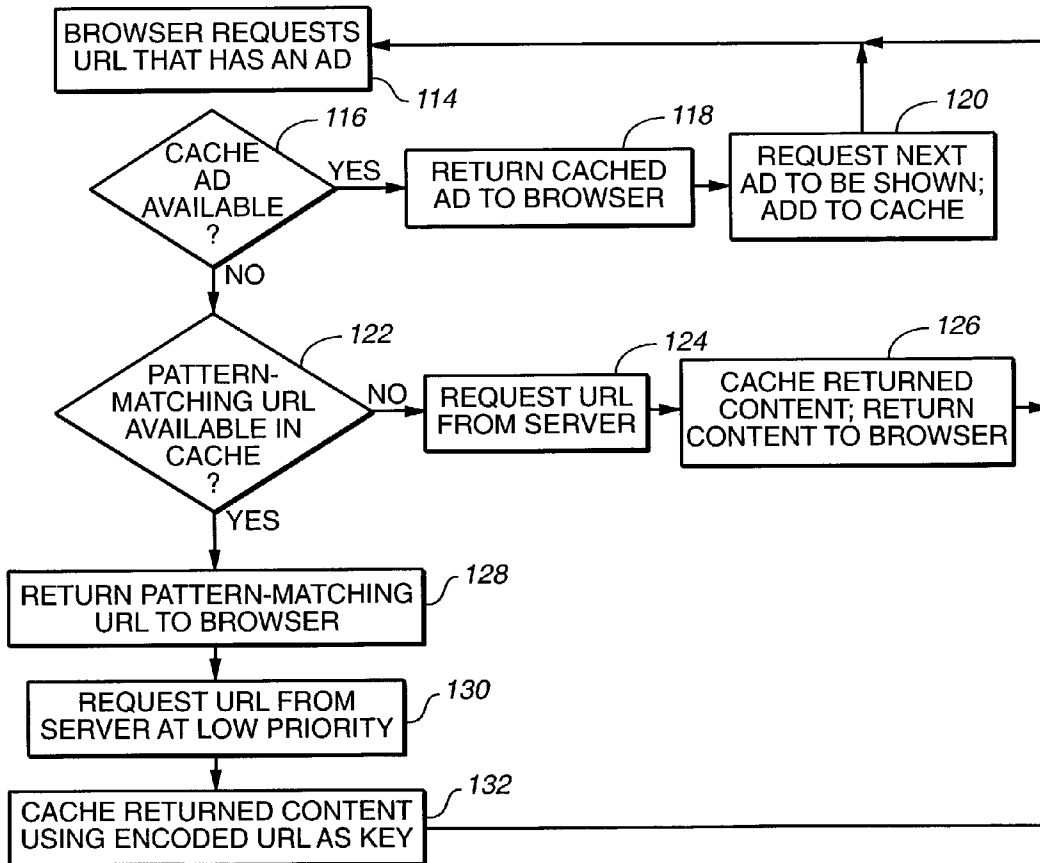 BROWSER REQUESTS
URL THAT HAS AN AD
114
116
CACHE
AD
AVAILABLE
?
YES
118
RETURN CACHED
AD TO BROWSER
120
REQUEST NEXT
AD TO BE SHOWN;
ADD TO CACHE
NO
122
PATTERN-
MATCHING URL
AVAILABLE IN
CACHE
?
NO
124
REQUEST URL
FROM SERVER
126
CACHE RETURNED
CONTENT; RETURN
CONTENT TO BROWSER
YES
128
RETURN PATTERN-MATCHING
URL TO BROWSER
130
REQUEST URL FROM
SERVER AT LOW PRIORITY
132
CACHE RETURNED CONTENT
USING ENCODED URL AS KEY